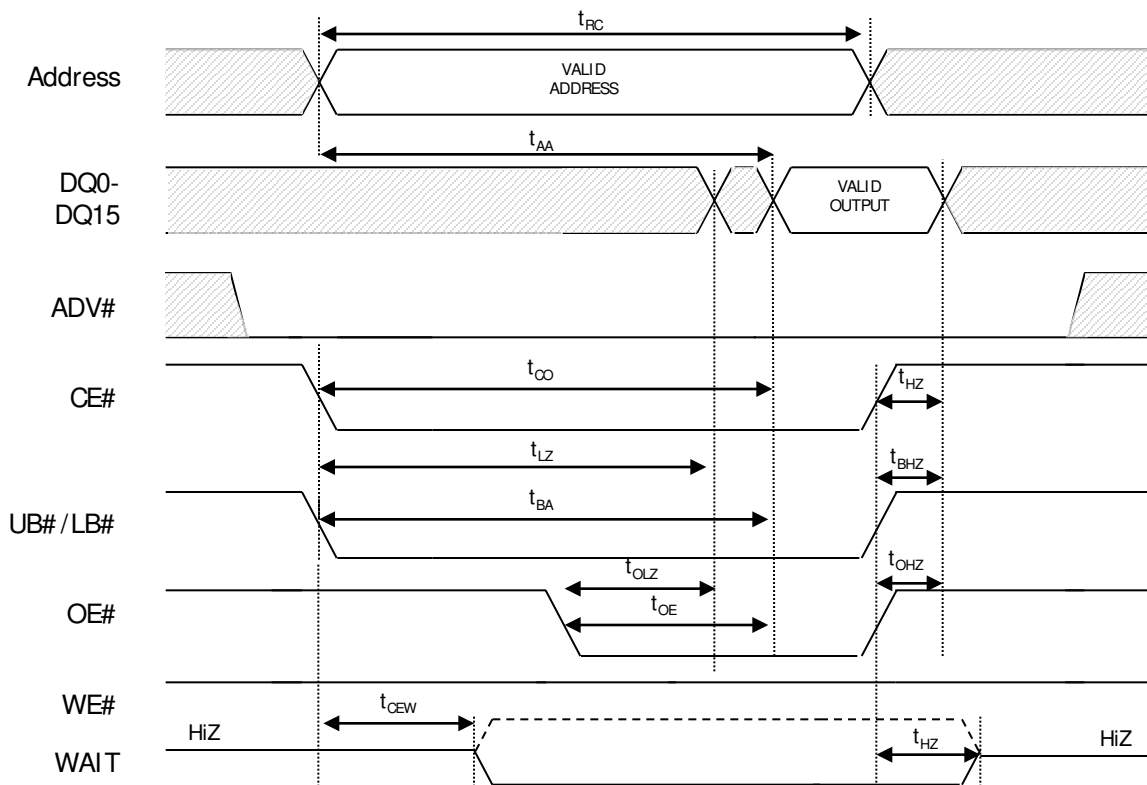 tRC
Address
VALID
ADDRESS
tAA
DQ0-
DQ15
VALID
OUTPUT
ADV#
tCO
CE#
tHZ
tLZ
tBHZ
tBA
UB# / LB#
tOLZ
tOHZ
OE#
tOE
WE#
tCEW
HiZ
tHZ
HiZ
WAIT